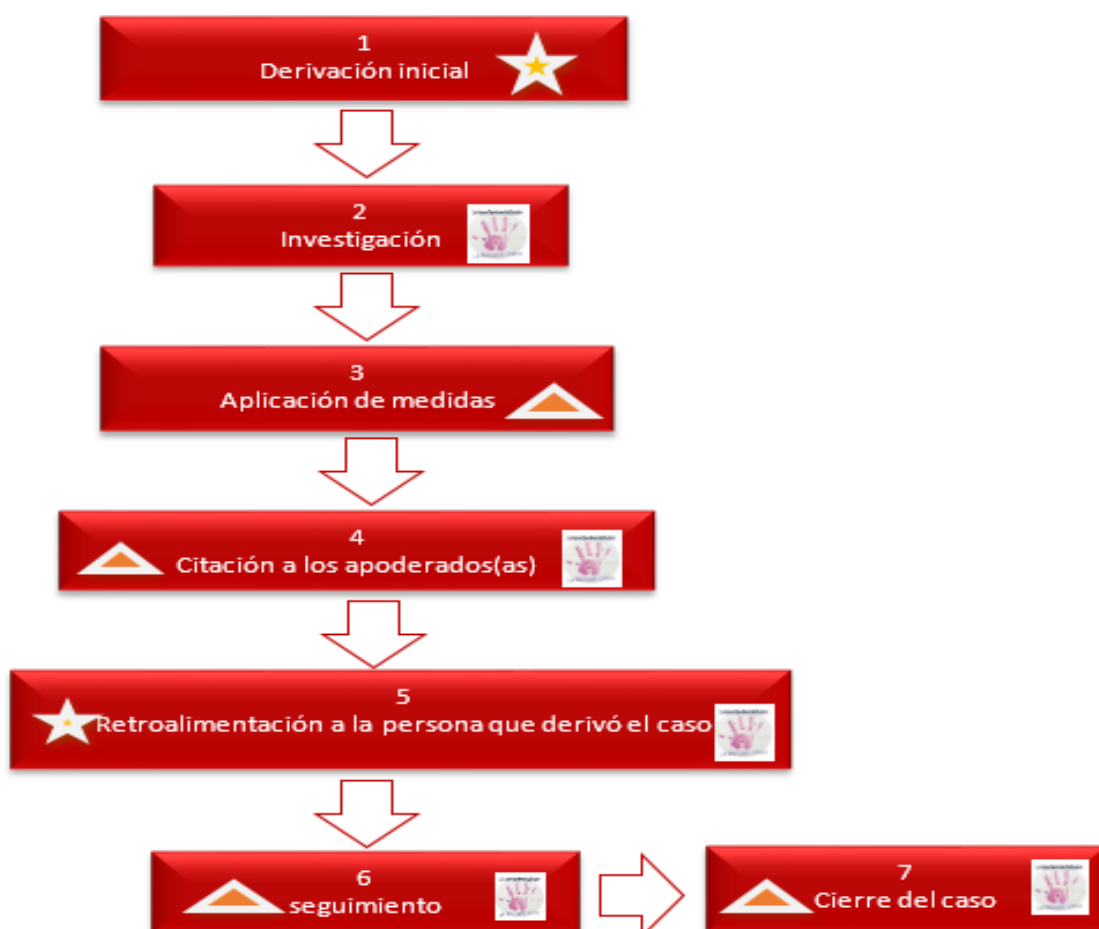 1
Derivación inicial
2
Investigación
3
Aplicación de medidas
4
Citación a los apoderados(as)
5
Retroalimentación a la persona que derivó el caso
6
seguimiento
7
Cierre del caso